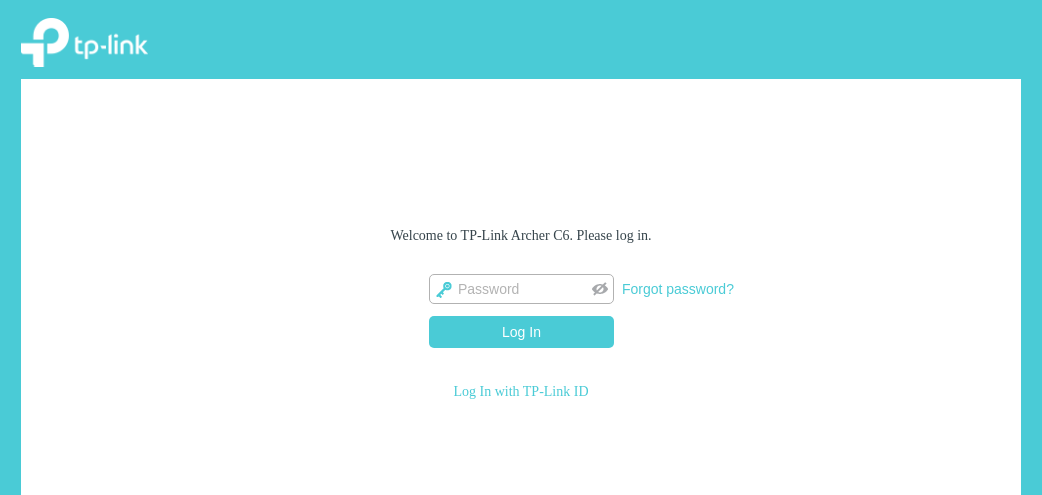 tp-link
Welcome to TP-Link Archer C6. Please log in.
Password
Forgot password?
Log In
Log In with TP-Link ID